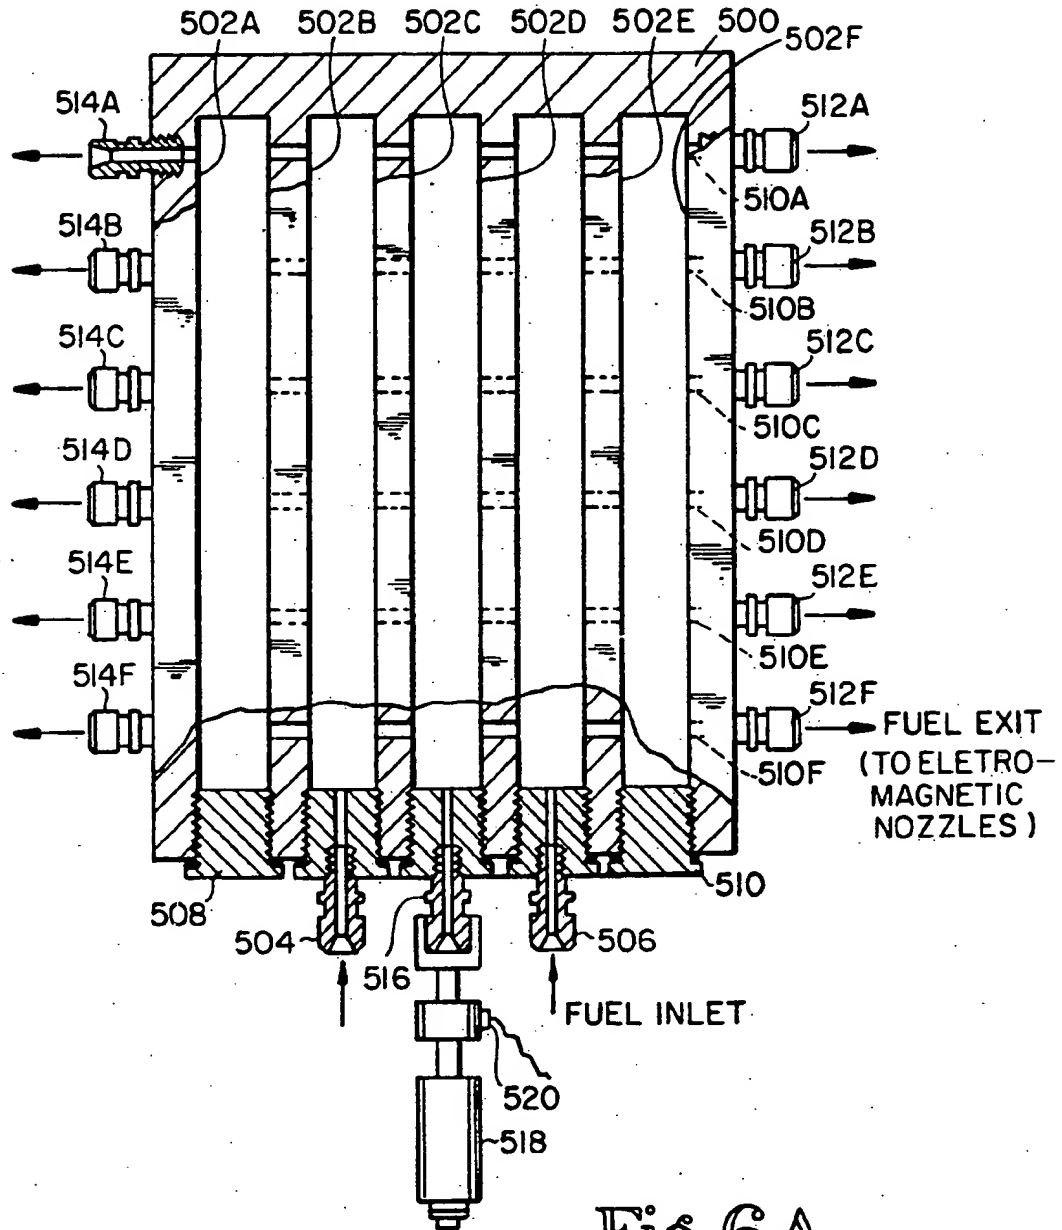 502A 502B 502C 502D 502E 500
502F
514A 512A
510A
514B 512B
510B
514C 512C
510C
514D 512D
510D
514E 512E
510E
514F 512F
FUEL EXIT
(TO ELETRO-
MAGNETIC
NOZZLES)
510F
508 510
504 516 506
FUEL INLET
520
518
Fig. 6A